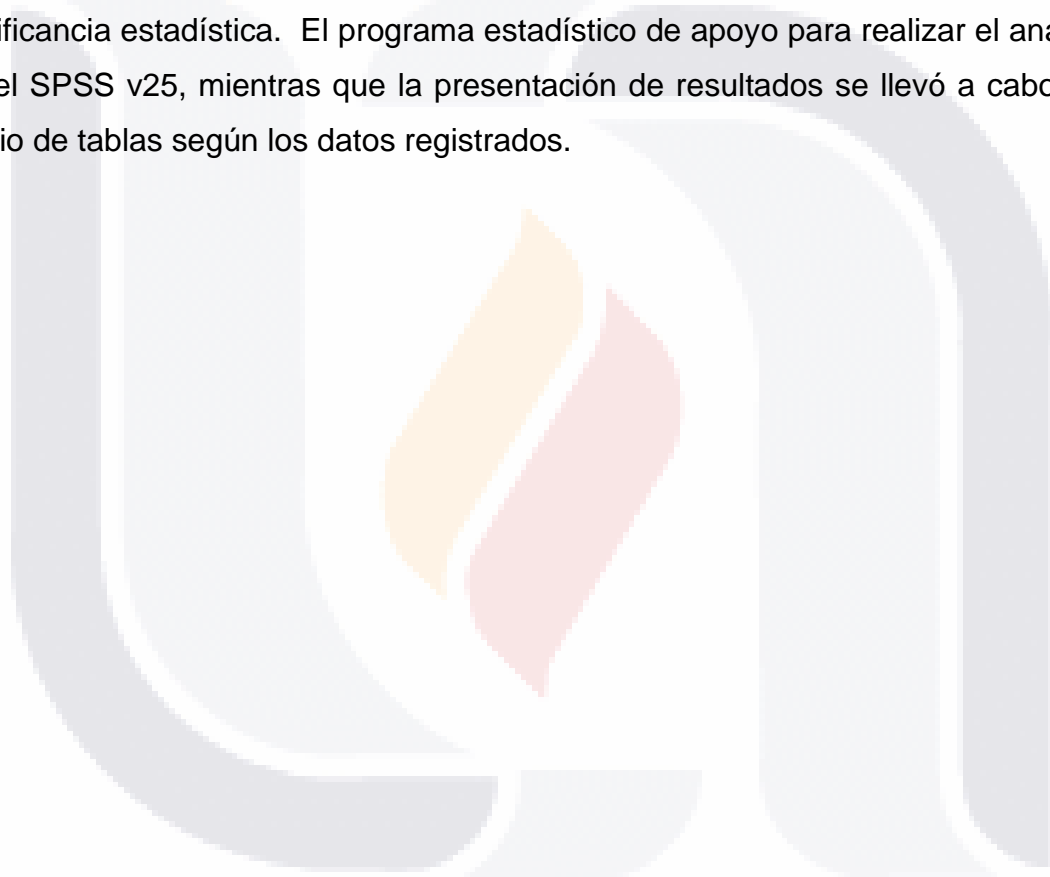 ificancia estadística. El programa estadístico de apoyo para realizar el aná
el SPSS v25, mientras que la presentación de resultados se llevó a cabo
io de tablas según los datos registrados.